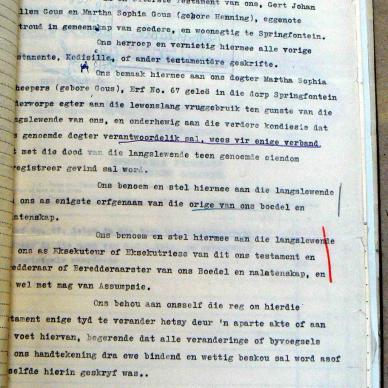 Testament van ons, Gert Johan
llem Gous en Martha Sophia Gous (gebore Henning), eggenote
troud in gemeenskap van goedere, en woonagtig te Springfontein.
Ons herroep en vernietig hiermee alle vorige
stamente, Kodisille, of ander testamentêre geskrifte.
Ons bemaak hiermee aan ons dogter Martha Sophia
heepers (gebore Gous), Erf No. 67 geleë in die dorp Springfontein
derworpe egter aan die lewenslang vruggebruik ten gunste van die
ngslewende van ons, en onderhewig aan die verdere kondiesie dat
s genoemde dogter verantwoordelik sal wees vir enige verband
t met die dood van die langslewende teen genoemde eiendom
registreer gevind sal word.
Ons benoem en stel hiermee aan die langslewende
n ons as enigste erfgenaam van die orige van ons boedel en
latenskap.
Ons benoem en stel hiermee aan die langslewende
n ons as Eksekuteur of Eksekutriese van dit ons testament en
redderaar of Beredderaarster van ons Boedel en nalatenskap, en
wel met mag van Assumpsie.
Ons behou aan onsself die reg om hierdie
tament enige tyd te verander hetsy deur 'n aparte akte of aan
voet hiervan, begerende dat alle veranderinge of byvoegsels
ons handtekening dra ewe bindend en wettig beskou sal word asof
selfde hierin geskryf was..